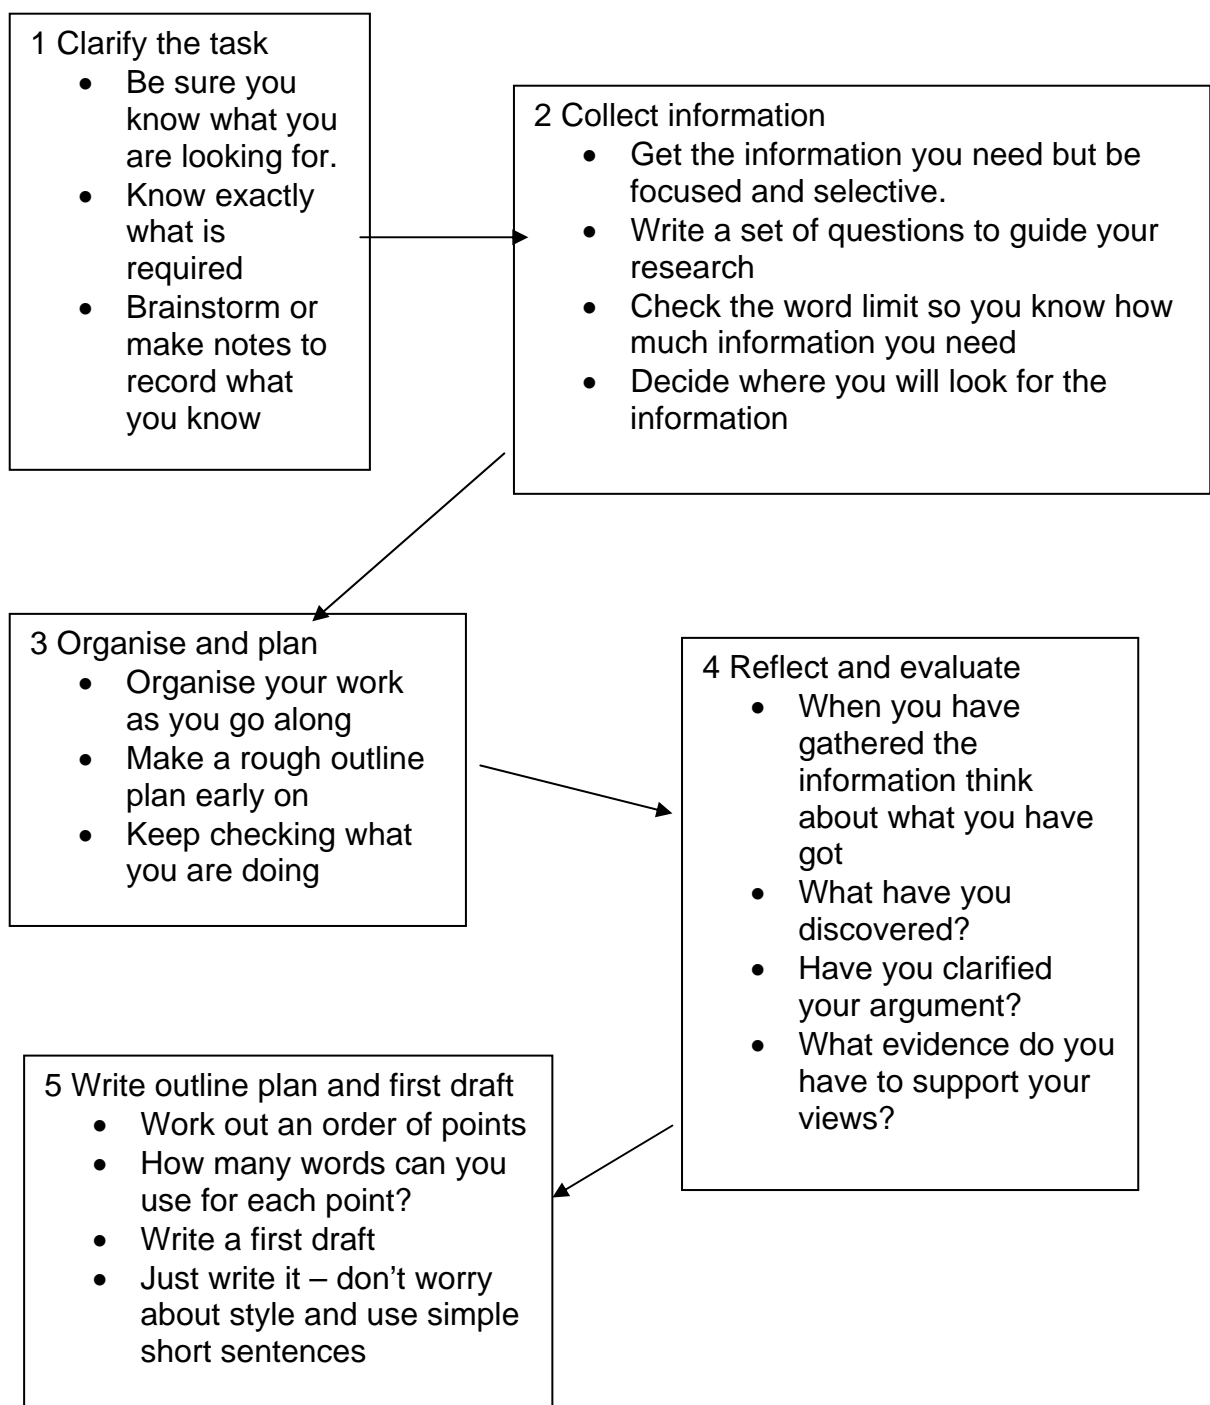 1 Clarify the task
• Be sure you
know what you
are looking for.
• Know exactly
what is
required
• Brainstorm or
make notes to
record what
you know
2 Collect information
• Get the information you need but be
focused and selective.
• Write a set of questions to guide your
research
• Check the word limit so you know how
much information you need
• Decide where you will look for the
information
3 Organise and plan
• Organise your work
as you go along
• Make a rough outline
plan early on
• Keep checking what
you are doing
4 Reflect and evaluate
• When you have
gathered the
information think
about what you have
got
• What have you
discovered?
• Have you clarified
your argument?
• What evidence do you
have to support your
views?
5 Write outline plan and first draft
• Work out an order of points
• How many words can you
use for each point?
• Write a first draft
• Just write it – don’t worry
about style and use simple
short sentences